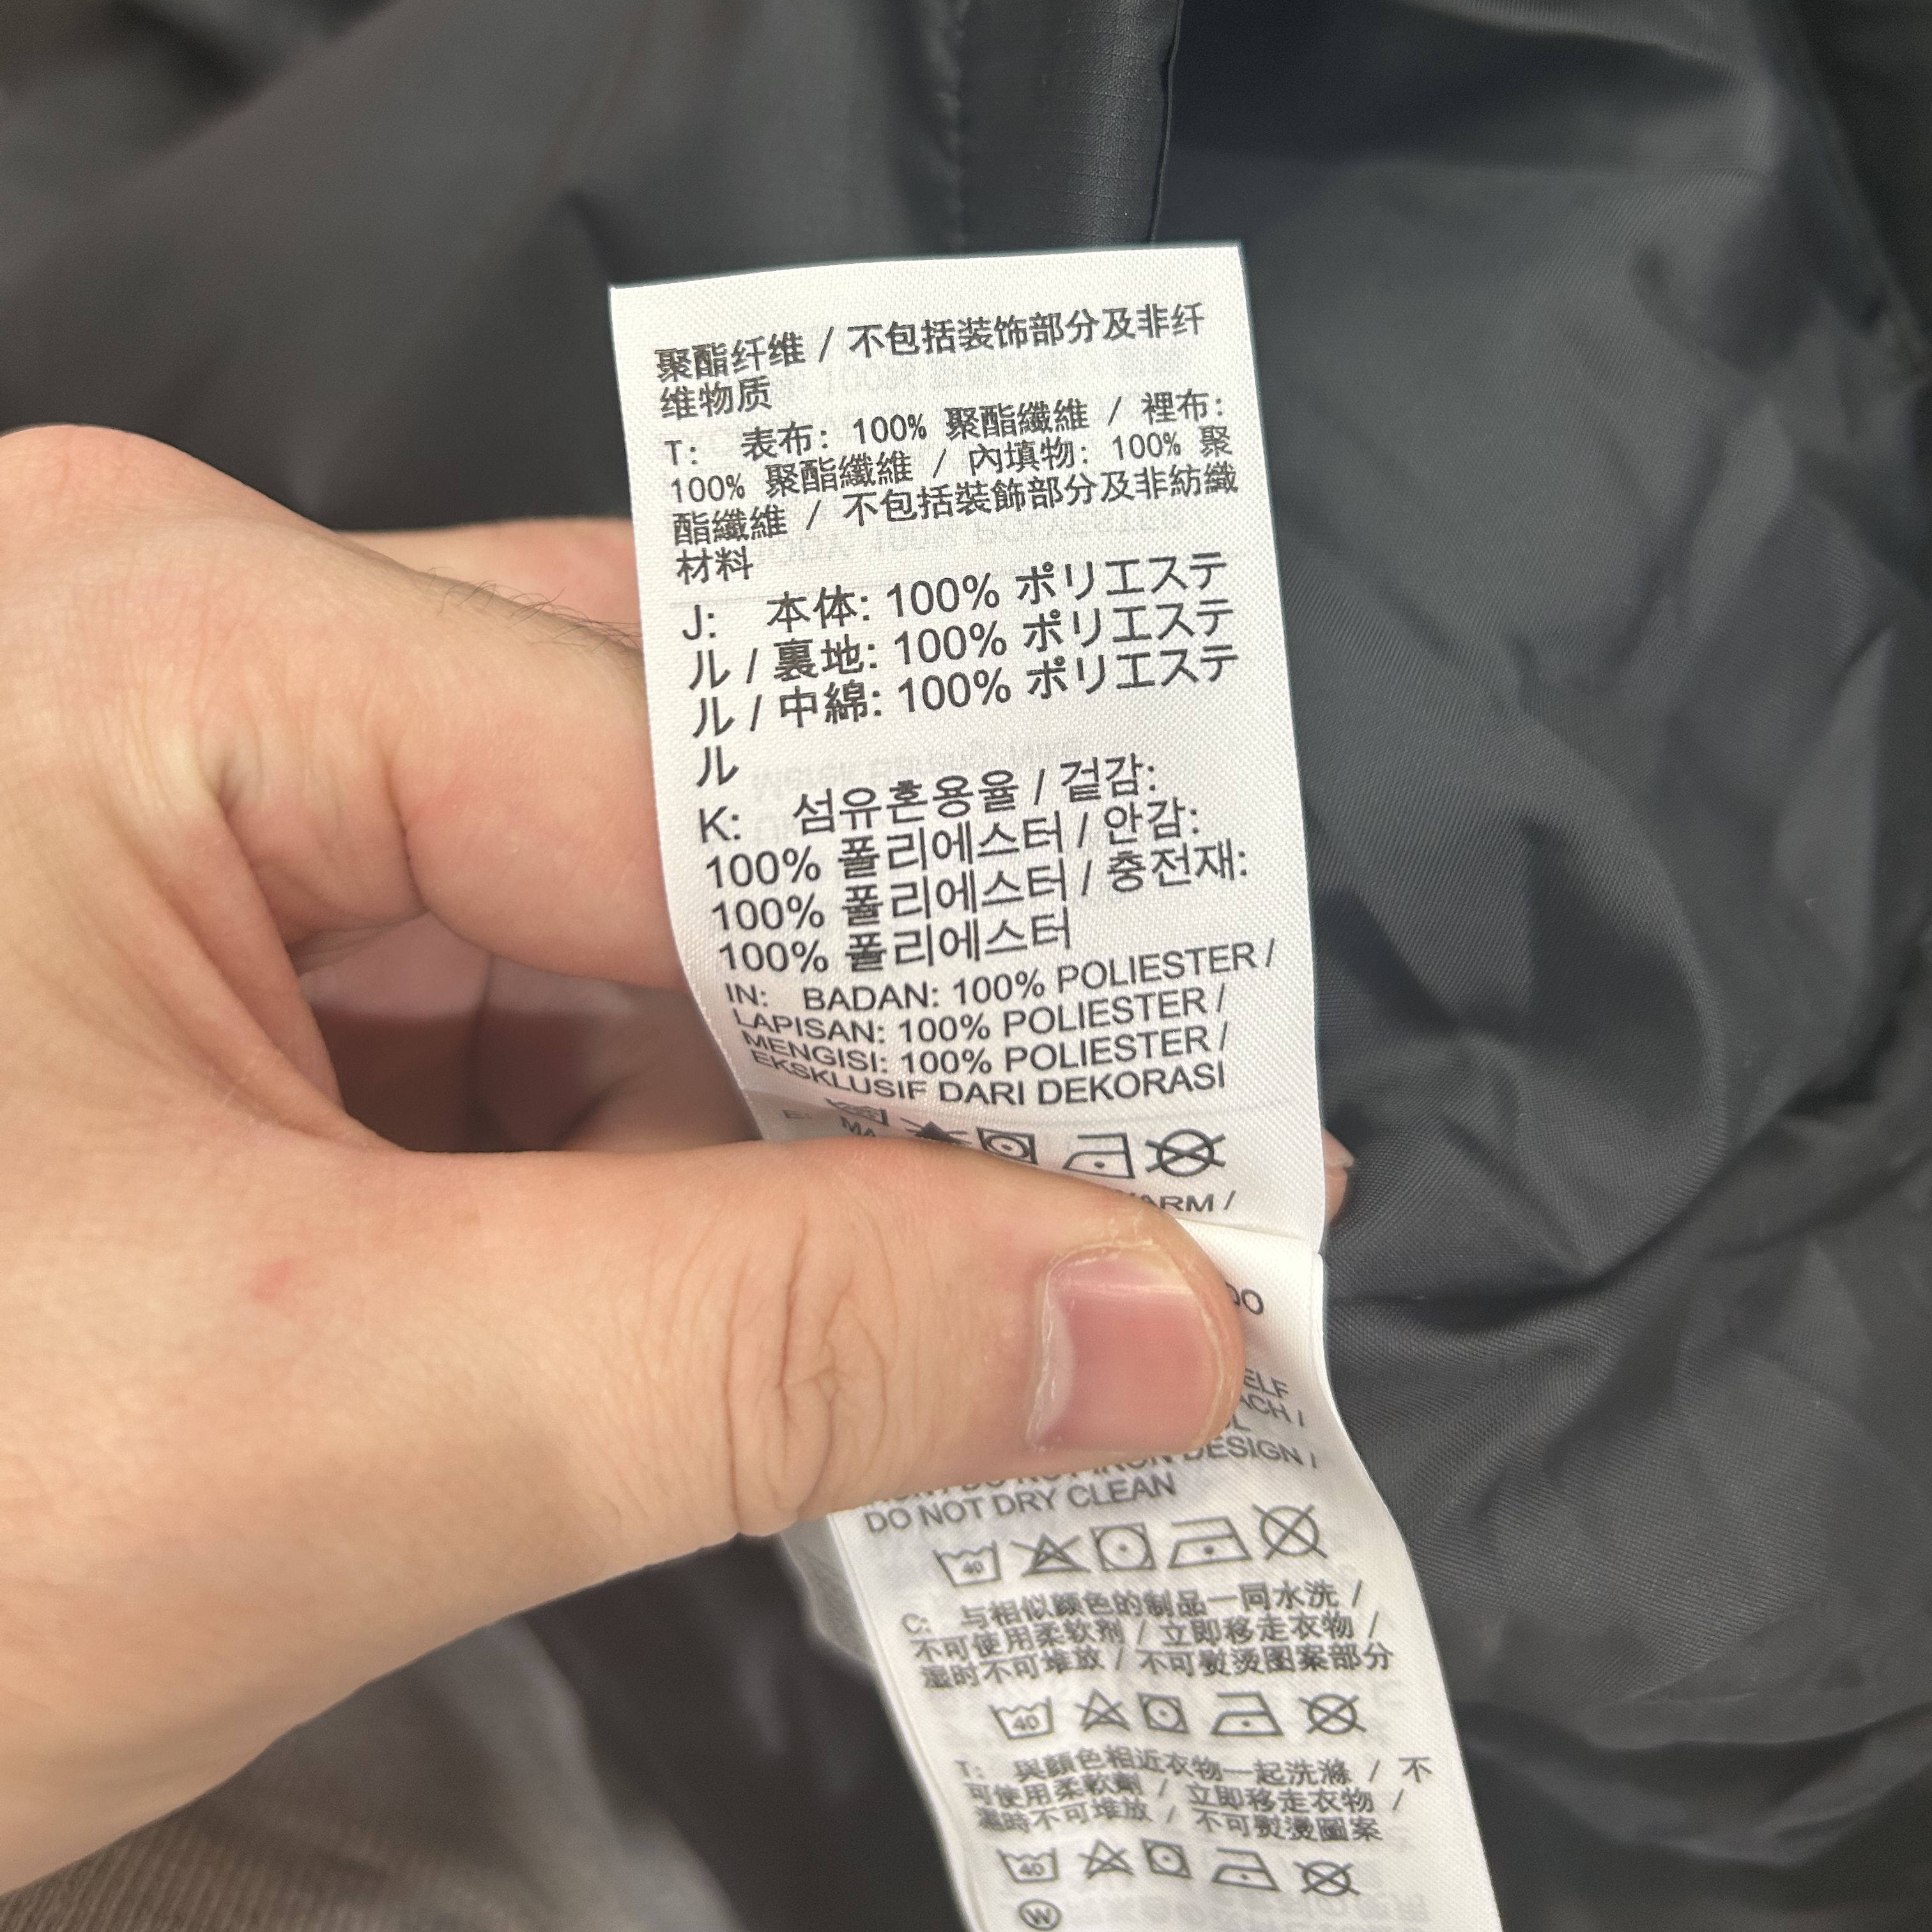 聚酯纤维 / 不包括装饰部分及非纤
维物质
T: 表布: 100% 聚酯纖維 / 裡布:
100% 聚酯纖維 / 內填物: 100% 聚
酯纖維 / 不包括裝飾部分及非紡織
材料
J: 本体: 100% ポリエステ
ル / 裏地: 100% ポリエステ
ル / 中綿: 100% ポリエステ
ル
K: 섬유혼용율 / 겉감:
100% 폴리에스터 / 안감:
100% 폴리에스터 / 충전재:
100% 폴리에스터
IN: BADAN: 100% POLIESTER /
LAPISAN: 100% POLIESTER /
MENGISI: 100% POLIESTER /
EKSKLUSIF DARI DEKORASI
E:
DESIGN /
DO NOT DRY CLEAN
40
C: 与相似颜色的制品一同水洗 /
不可使用柔软剂 / 立即移走衣物 /
湿时不可堆放 / 不可熨烫图案部分
40
T: 與顏色相近衣物一起洗滌 / 不
可使用柔軟劑 / 立即移走衣物 /
濕時不可堆放 / 不可熨燙圖案
40
W